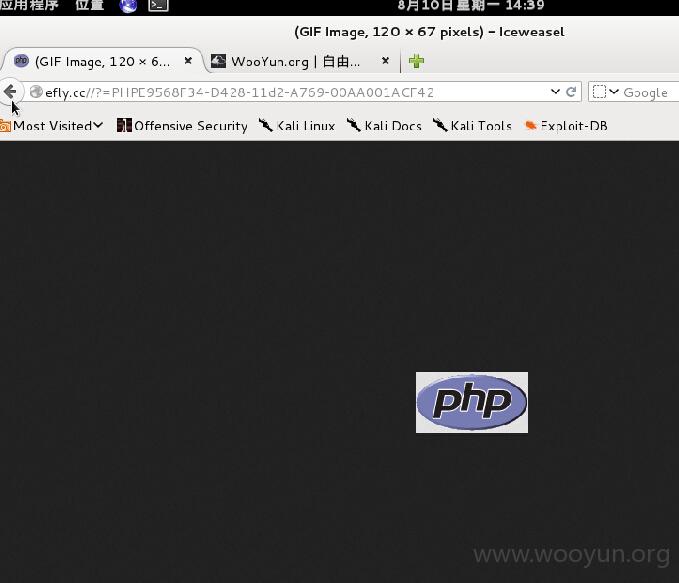 应用程序 位置 8月10日星期一 14:39
(GIF Image, 120 × 67 pixels) - Iceweasel
(GIF Image, 120 × 6... WooYun.org | 自由...
efly.cc//?=PHPE9568F34-D428-11d2-A769-00AA001ACF42 Google
Most Visited Offensive Security Kali Linux Kali Docs Kali Tools Exploit-DB
php
www.wooyun.org